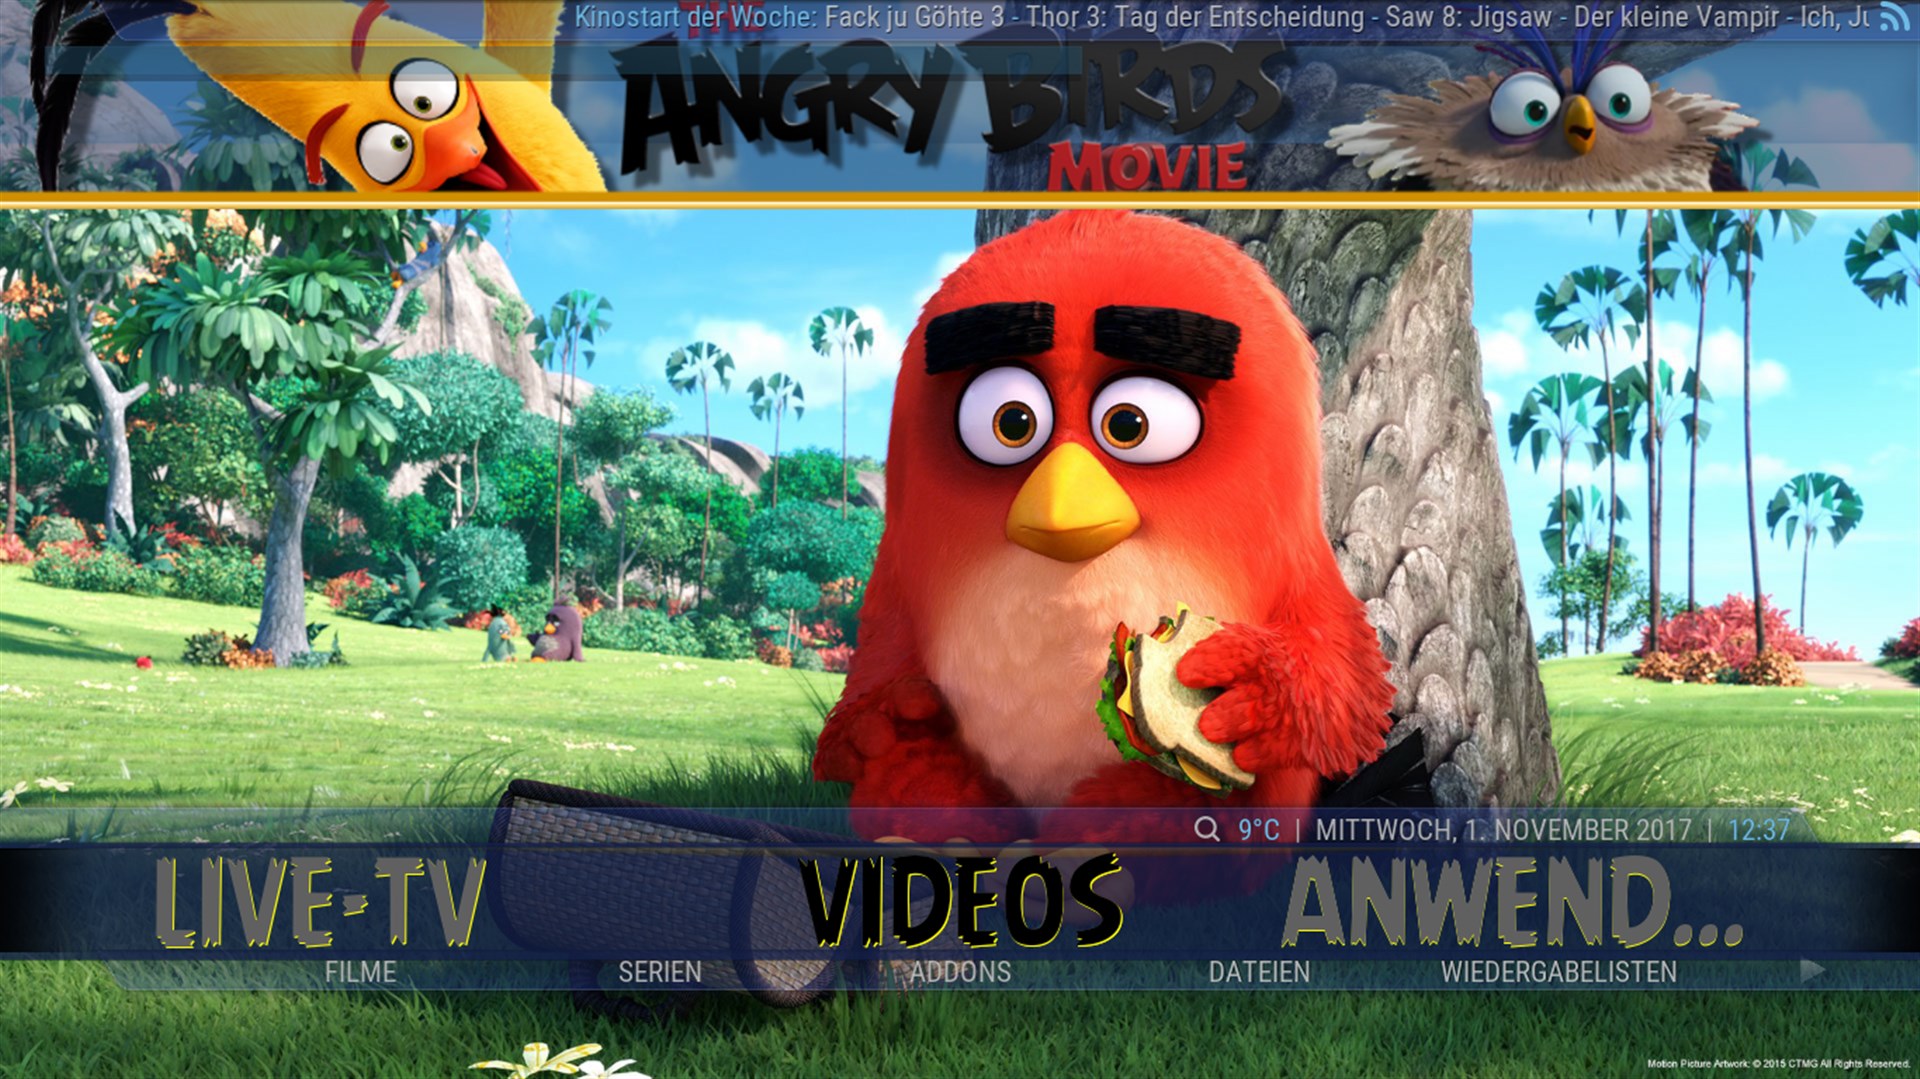 Kinostart der Woche: Fack ju Göhte 3 - Thor 3: Tag der Entscheidung - Saw 8: Jigsaw - Der kleine Vampir - Ich,
THE
ANGRY BIRDS
MOVIE
9°C | MITTWOCH, 1. NOVEMBER 2017 | 12:37
LIVE-TV VIDEOS ANWEND...
FILME SERIEN ADDONS DATEIEN WIEDERGABELISTEN
Motion Picture Artwork: © 2015 CTMG All Rights Reserved.